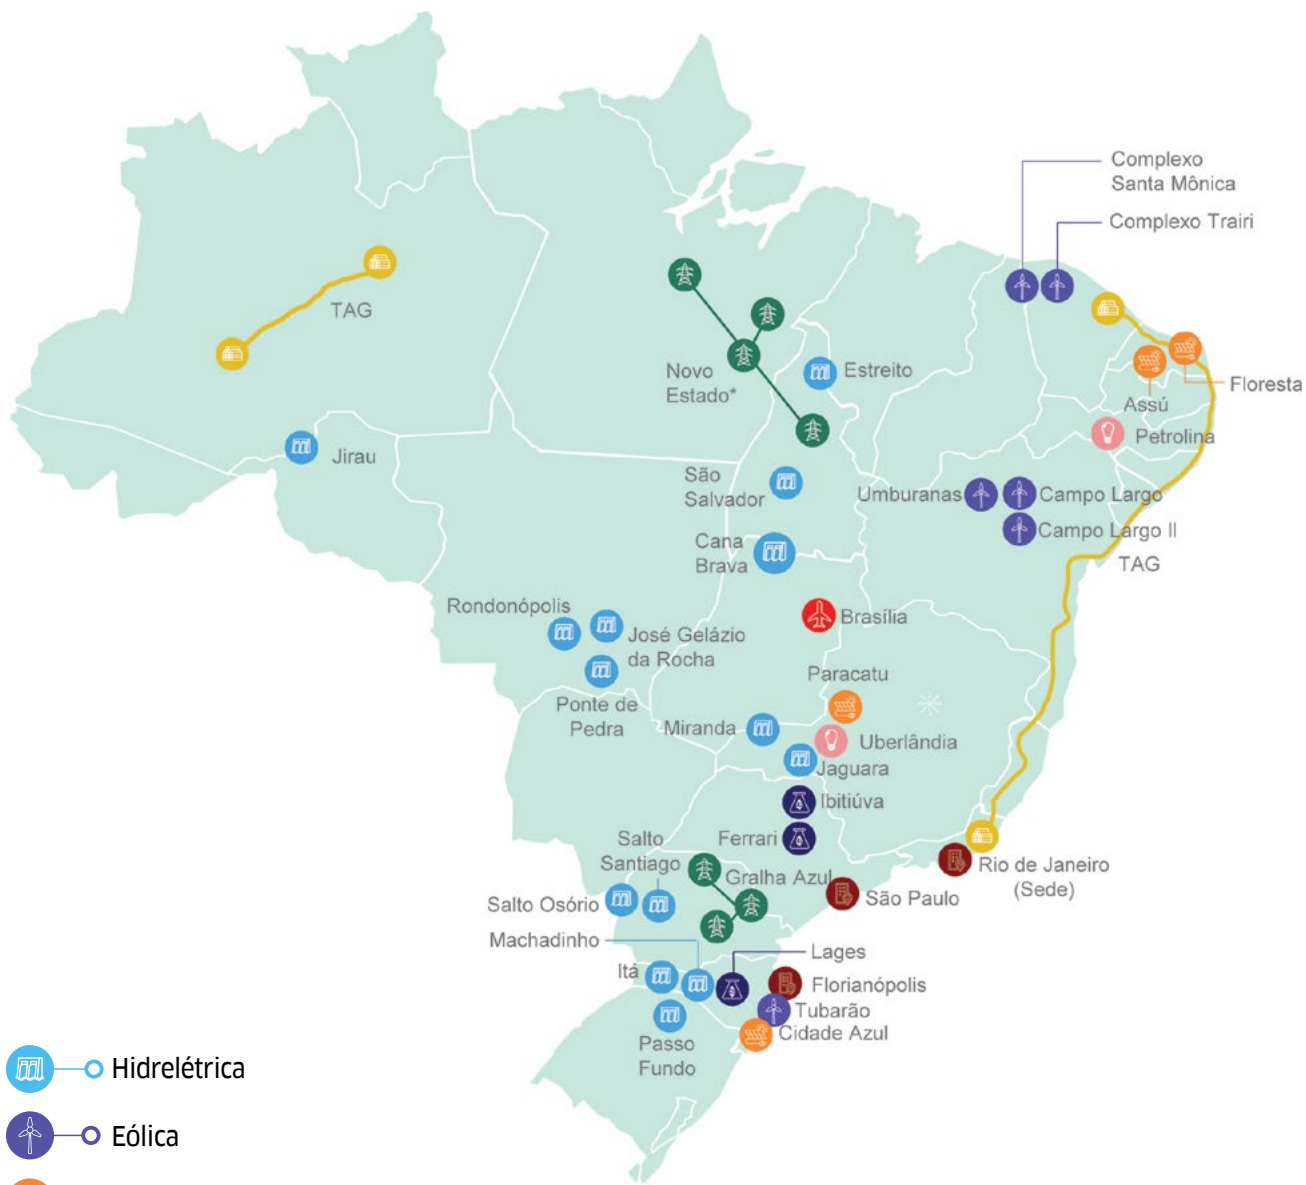 Complexo
Santa Mônica
Complexo Trairi
TAG
Novo
Estado*
Estreito
Floresta
Assú
Petrolina
Jirau
São
Salvador
Umburanas
Campo Largo
Campo Largo II
Cana
Brava
TAG
Rondonópolis
José Gelázio
da Rocha
Brasília
Ponte de
Pedra
Paracatu
Miranda
Uberlândia
Jaguara
Ibitiúva
Ferrari
Salto
Santiago
Gralha Azul
Rio de Janeiro
(Sede)
Salto Osório
São Paulo
Machadinho
Lages
Itá
Florianópolis
Tubarão
Cidade Azul
Passo
Fundo
Hidrelétrica
Eólica